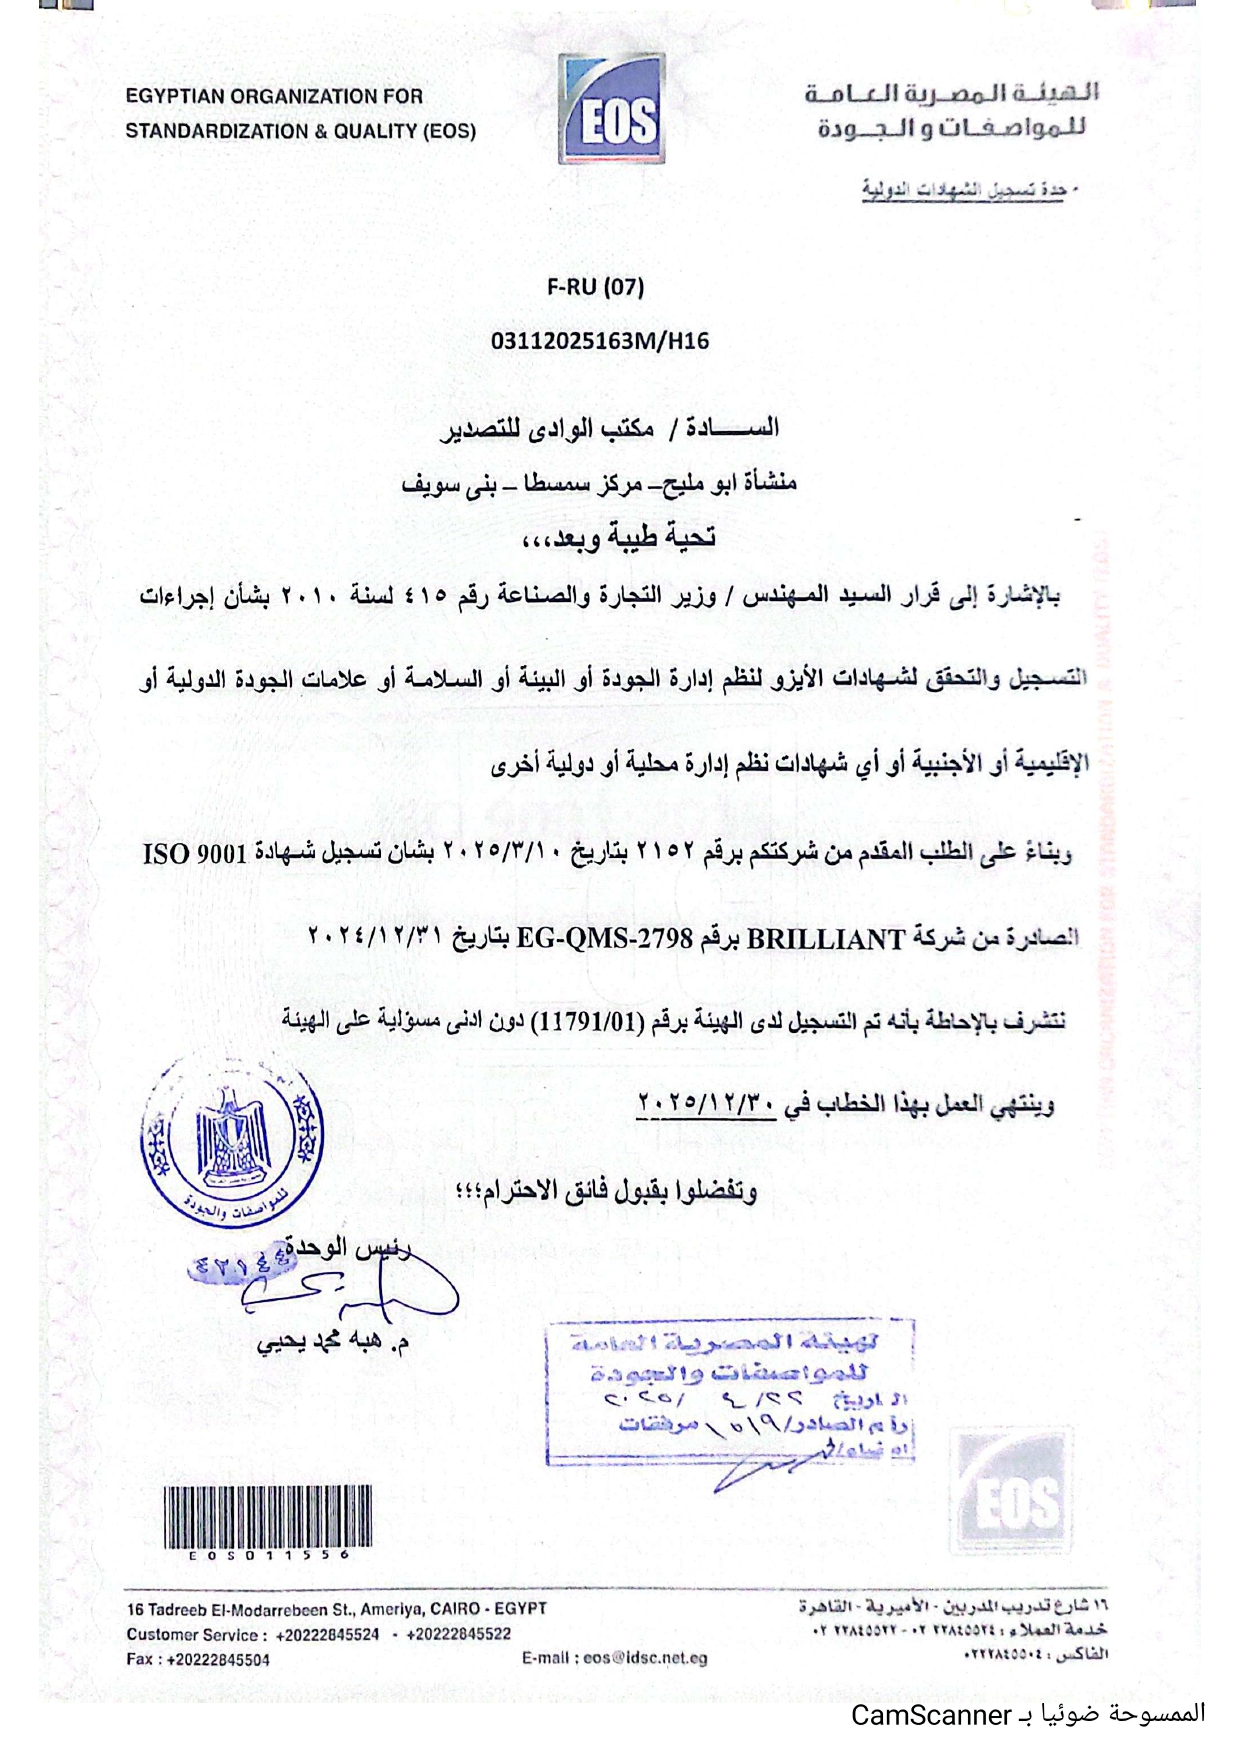 EGYPTIAN ORGANIZATION FOR
STANDARDIZATION & QUALITY (EOS)
EOS
الهيئة المصرية العامة
للمواصفات والجودة
حدة تسجيل الشهادات الدولية
F-RU (07)
03112025163M/H16
الســـادة / مكتب الوادى للتصدير
منشأة ابو مليح– مركز سمسطا – بنى سويف
تحية طيبة وبعد،،،
بالإشارة إلى قرار السيد المهندس / وزير التجارة والصناعة رقم ٤١٥ لسنة ٢٠١٠ بشأن إجراءات
التسجيل والتحقق لشهادات الأيزو لنظم إدارة الجودة أو البيئة أو السلامة أو علامات الجودة الدولية أو
الإقليمية أو الأجنبية أو أي شهادات نظم إدارة محلية أو دولية أخرى
وبناءً على الطلب المقدم من شركتكم برقم ٢١٥٢ بتاريخ ٢٠٢٥/٣/١٠ بشان تسجيل شهادة ISO 9001
الصادرة من شركة BRILLIANT برقم EG-QMS-2798 بتاريخ ٢٠٢٤/١٢/٣١
نتشرف بالإحاطة بأنه تم التسجيل لدى الهيئة برقم (11791/01) دون ادنى مسؤلية على الهيئة
وينتهي العمل بهذا الخطاب في ٢٠٢٥/١٢/٣٠
وتفضلوا بقبول فائق الاحترام؛؛؛
للمواصفات والجودة
رئيس الوحدة
٤٢١٤٤
م. هبه محمد يحيي
لهيئة المصرية العامة
للمواصفات والجودة
التاريخ ٢٢ / ٤ / ٢٠٢٥
رقم الصادر/ ١٥١٩ مرفقات
EOS
EOS011556
16 Tadreeb El-Modarrebeen St., Ameriya, CAIRO - EGYPT
Customer Service : +20222845524 - +20222845522
Fax : +20222845504
E-mail : eos@idsc.net.eg
١٦ شارع تدريب المدربين - الأميرية - القاهرة
خدمة العملاء : ٢٢٨٤٥٥٢٤ ٠٢ - ٢٢٨٤٥٥٢٢ ٠٢
الفاكس : ٠٢٢٢٨٤٥٥٠٤
الممسوحة ضوئيا بـ CamScanner